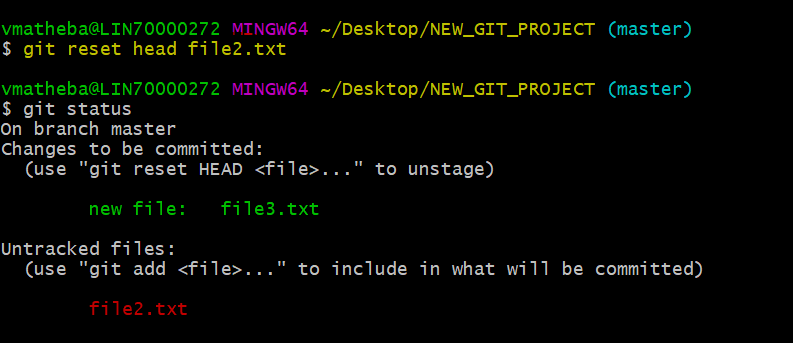 vmatheba@LIN70000272 MINGW64 ~/Desktop/NEW_GIT_PROJECT (master)
$ git reset head file2.txt
vmatheba@LIN70000272 MINGW64 ~/Desktop/NEW_GIT_PROJECT (master)
$ git status
On branch master
Changes to be committed:
  (use "git reset HEAD <file>..." to unstage)
        new file:   file3.txt
Untracked files:
  (use "git add <file>..." to include in what will be committed)
        file2.txt